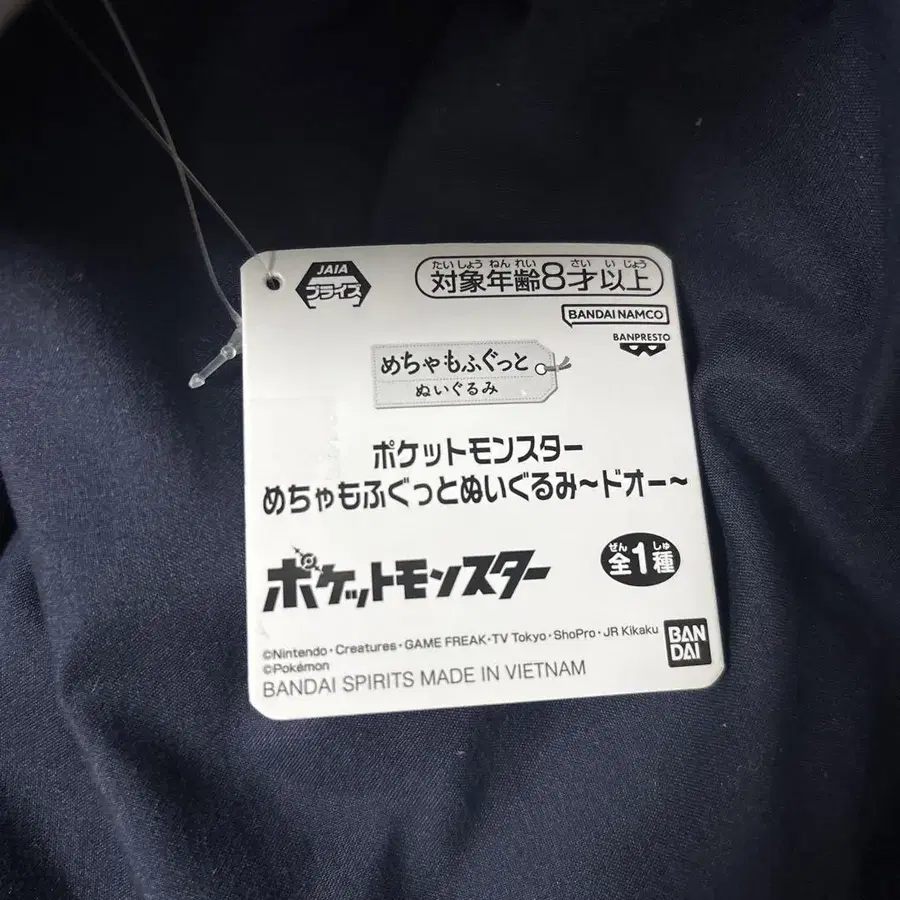 JAIA
プライズ
たいしょうねんれい さいいじょう
対象年齢8才以上
BANDAI NAMCO
BANPRESTO
めちゃもふぐっと
ぬいぐるみ
ポケットモンスター
めちゃもふぐっとぬいぐるみ～ドオー～
ポケットモンスター
ぜん しゅ
全1種
©Nintendo・Creatures・GAME FREAK・TV Tokyo・ShoPro・JR Kikaku
©Pokémon
BANDAI SPIRITS MADE IN VIETNAM
BAN
DAI